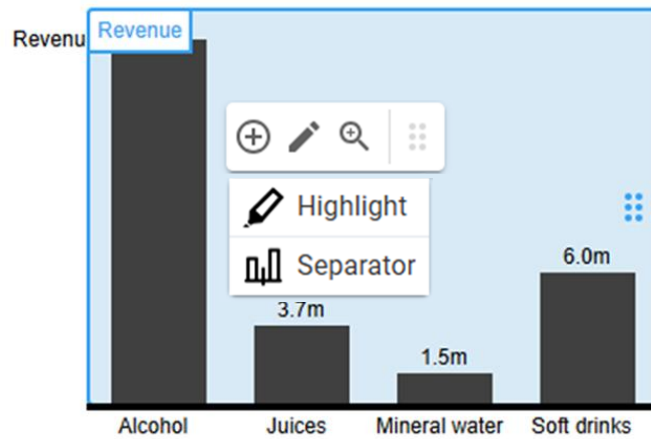 Revenu
Revenue
Highlight
Separator
6.0m
3.7m
1.5m
Alcohol
Juices
Mineral water
Soft drinks